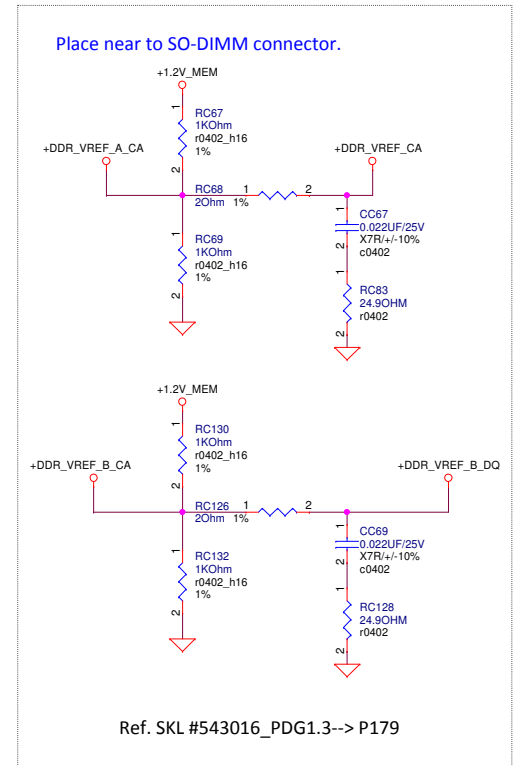 Place near to SO-DIMM connector.
+1.2V_MEM
1
RC67
1KOhm
r0402_h16
1%
2
+DDR_VREF_A_CA
+DDR_VREF_CA
RC68 1 2
2Ohm 1%
1
CC67
0.022UF/25V
X7R/+/-10%
c0402
2
1
RC69
1KOhm
r0402_h16
1%
2
1
RC83
24.9OHM
r0402
2
+1.2V_MEM
1
RC130
1KOhm
r0402_h16
1%
2
+DDR_VREF_B_CA
+DDR_VREF_B_DQ
RC126 1 2
2Ohm 1%
1
CC69
0.022UF/25V
X7R/+/-10%
c0402
2
1
RC132
1KOhm
r0402_h16
1%
2
1
RC128
24.9OHM
r0402
2
Ref. SKL #543016_PDG1.3--> P179